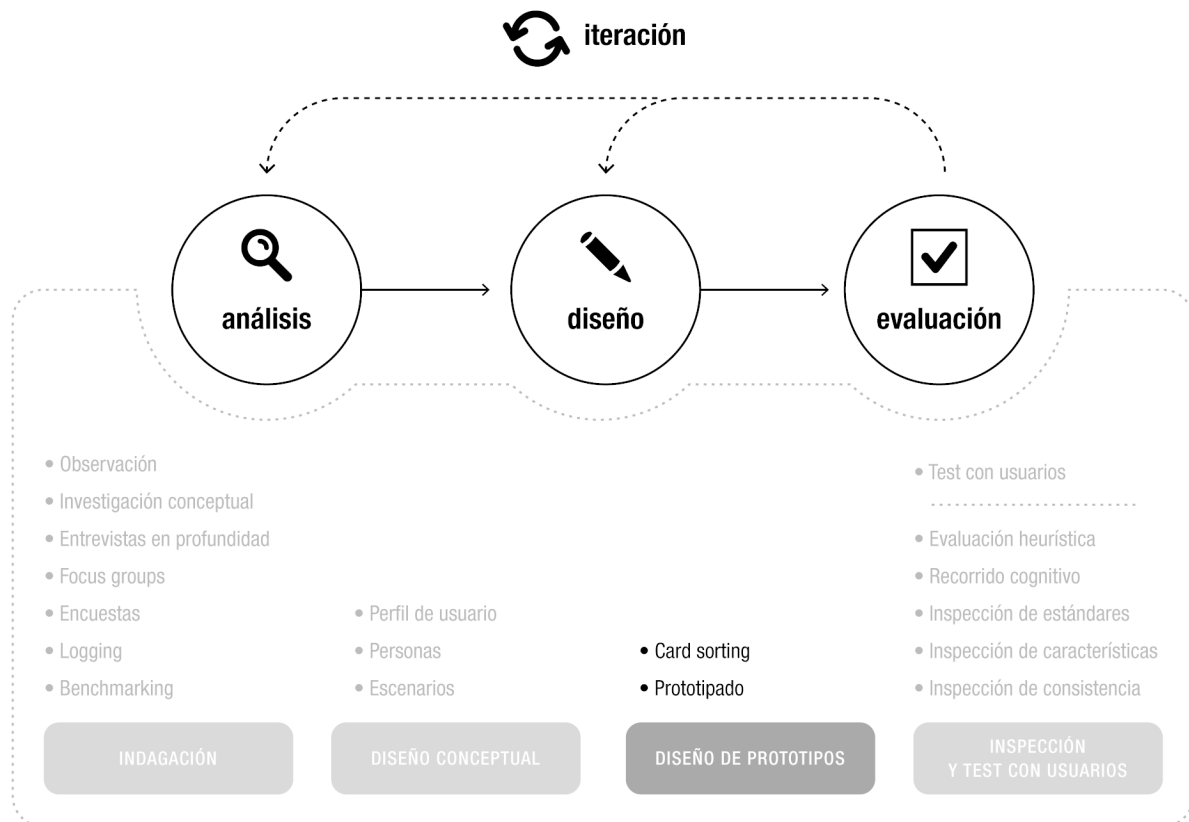 iteración
análisis
diseño
evaluación
• Observación
• Investigación conceptual
• Entrevistas en profundidad
• Focus groups
• Encuestas
• Logging
• Benchmarking
INDAGACIÓN
• Perfil de usuario
• Personas
• Escenarios
DISEÑO CONCEPTUAL
• Card sorting
• Prototipado
DISEÑO DE PROTOTIPOS
• Test con usuarios
• Evaluación heurística
• Recorrido cognitivo
• Inspección de estándares
• Inspección de características
• Inspección de consistencia
INSPECCIÓN
Y TEST CON USUARIOS